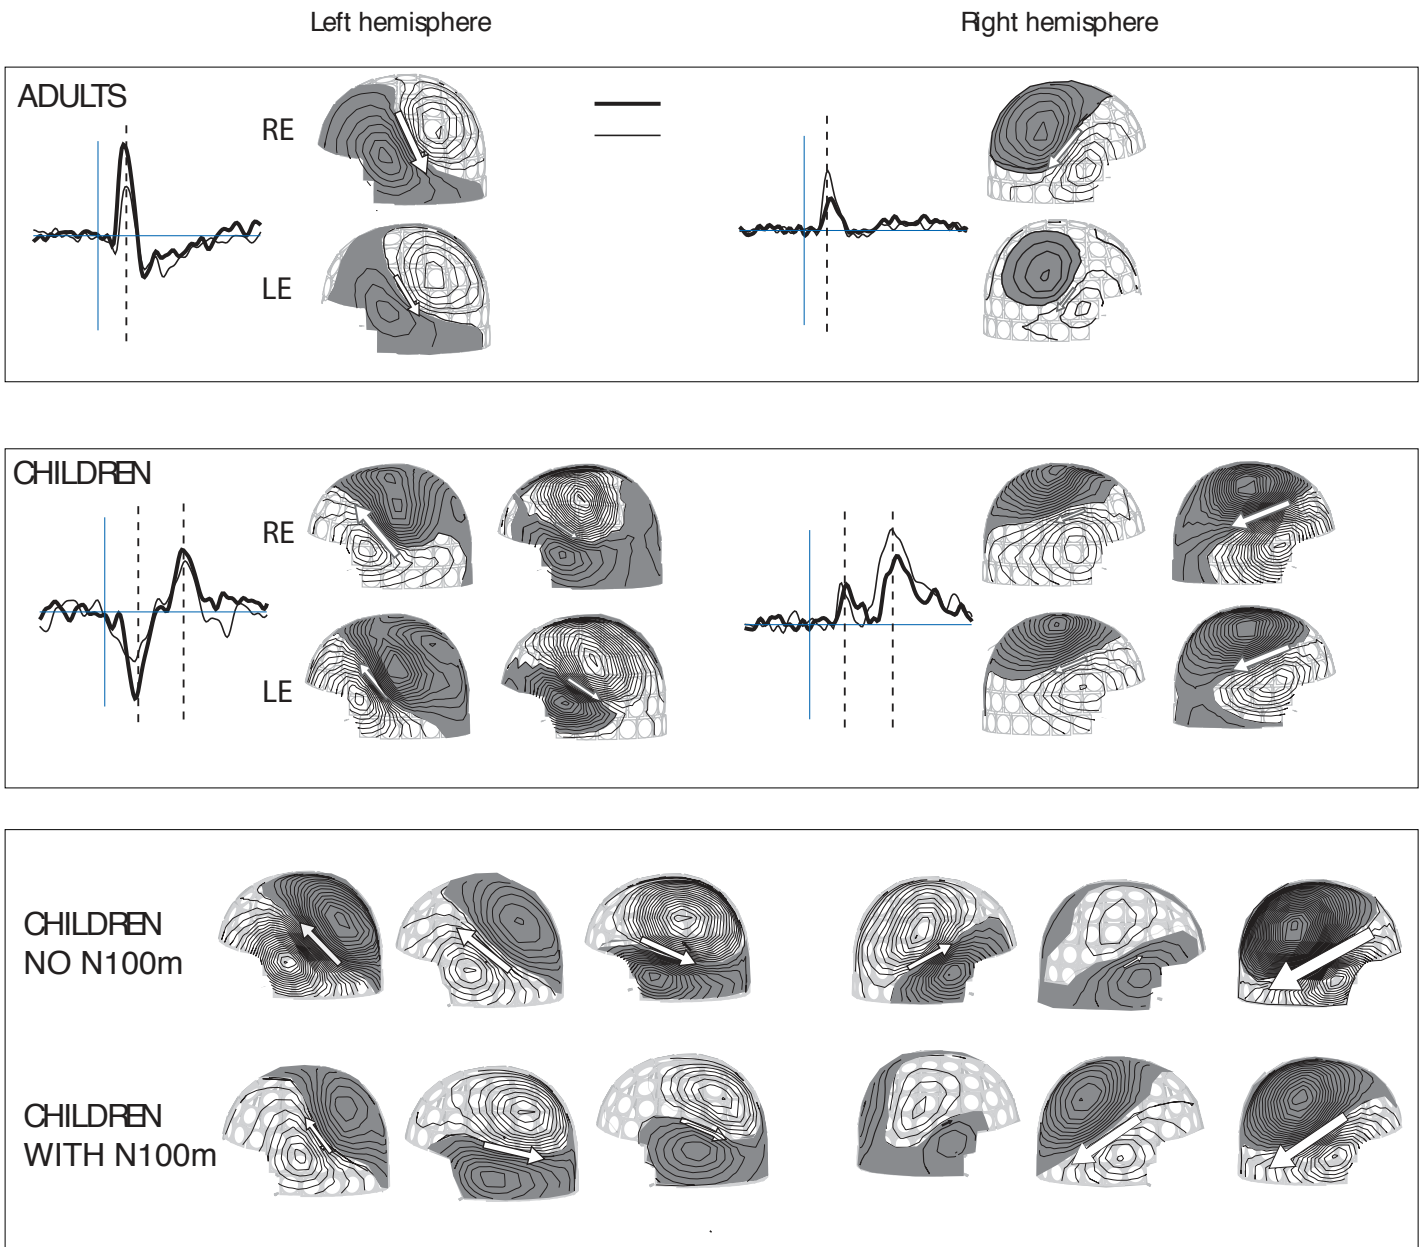 Left hemisphere
Right hemisphere
ADULTS
RE
LE
CHILDREN
RE
LE
CHILDREN
NO N100m
CHILDREN
WITH N100m